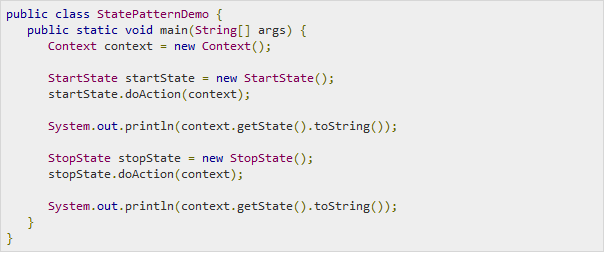 public class StatePatternDemo {
   public static void main(String[] args) {
      Context context = new Context();

      StartState startState = new StartState();
      startState.doAction(context);

      System.out.println(context.getState().toString());

      StopState stopState = new StopState();
      stopState.doAction(context);

      System.out.println(context.getState().toString());
   }
}